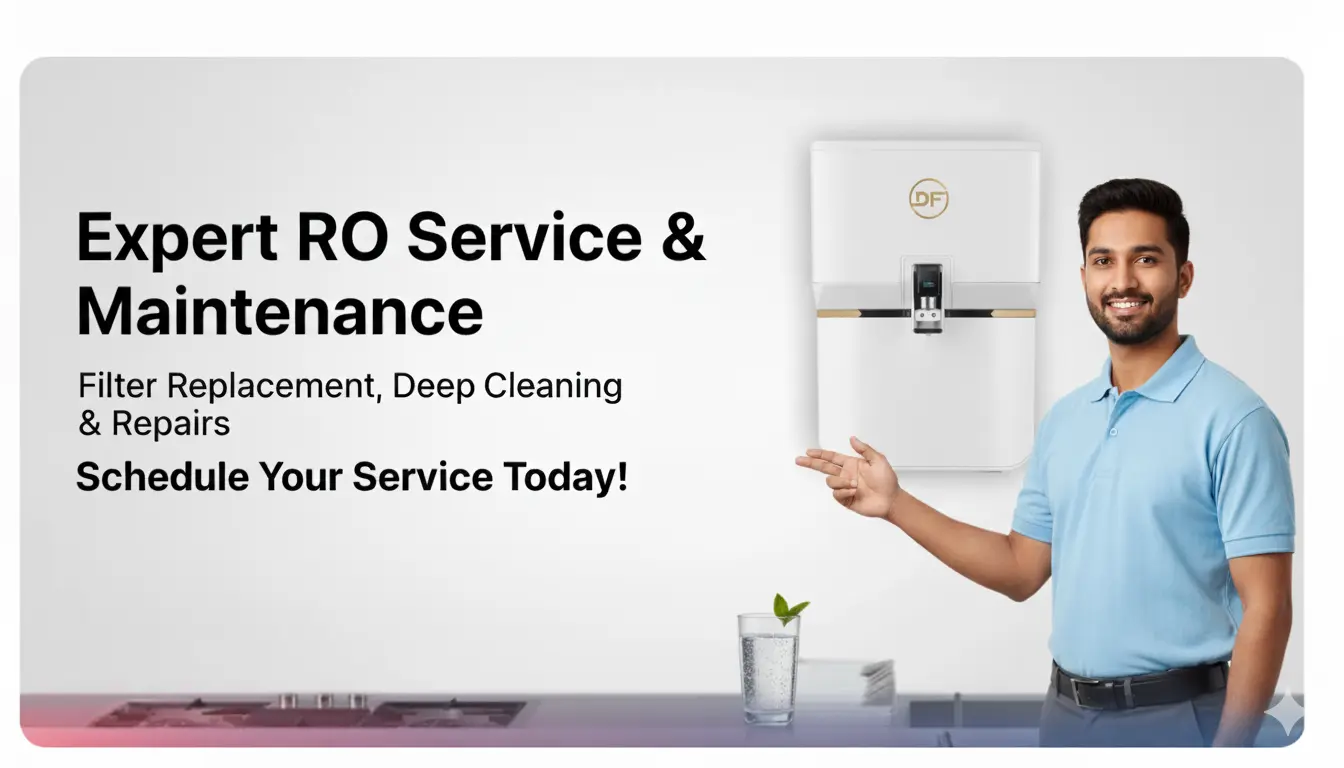 Expert RO Service &
Maintenance
Filter Replacement, Deep Cleaning
& Repairs
Schedule Your Service Today!
DF